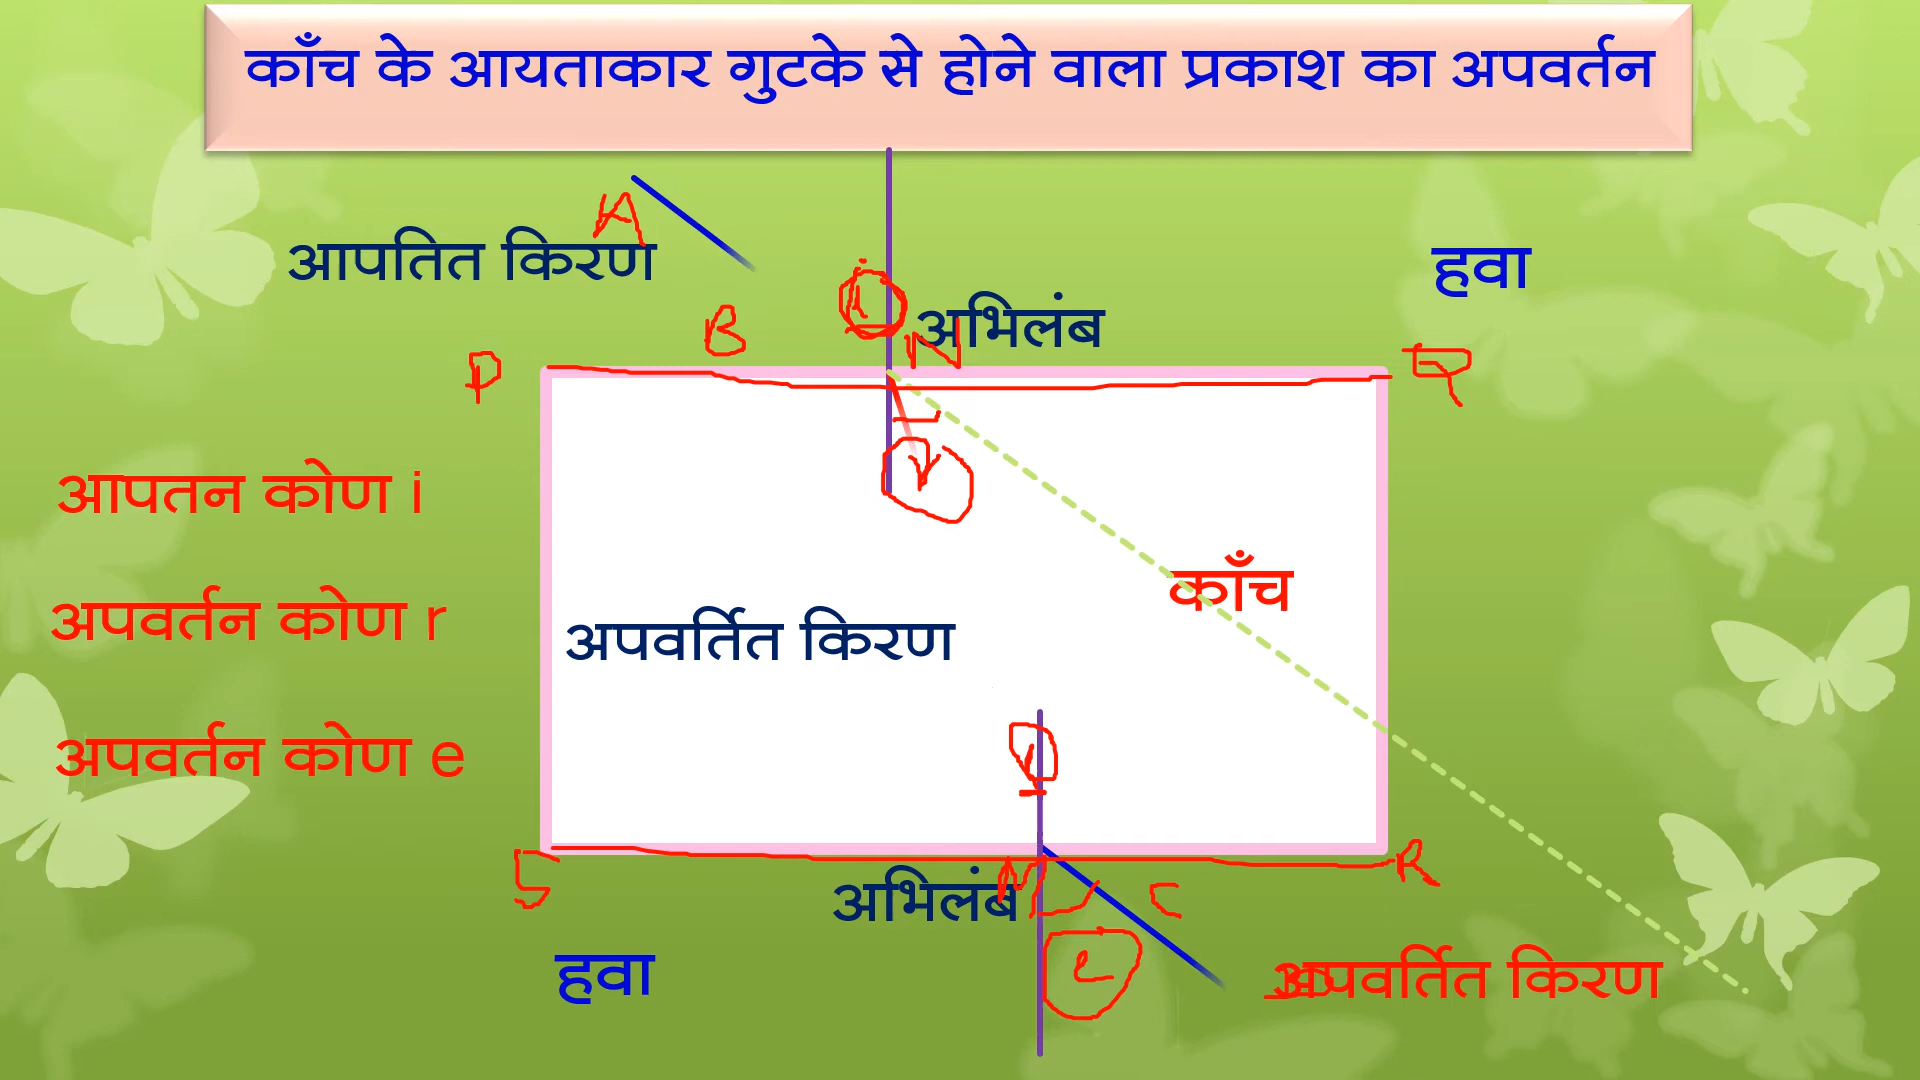 काँच के आयताकार गुटके से होने वाला प्रकाश का अपवर्तन
A
आपतित किरण
हवा
i
अभिलंब
B
N
P
Q
आपतन कोण i
r
काँच
अपवर्तन कोण r
अपवर्तित किरण
अपवर्तन कोण e
S
R
अभिलंब
N
C
हवा
e
D
अपवर्तित किरण